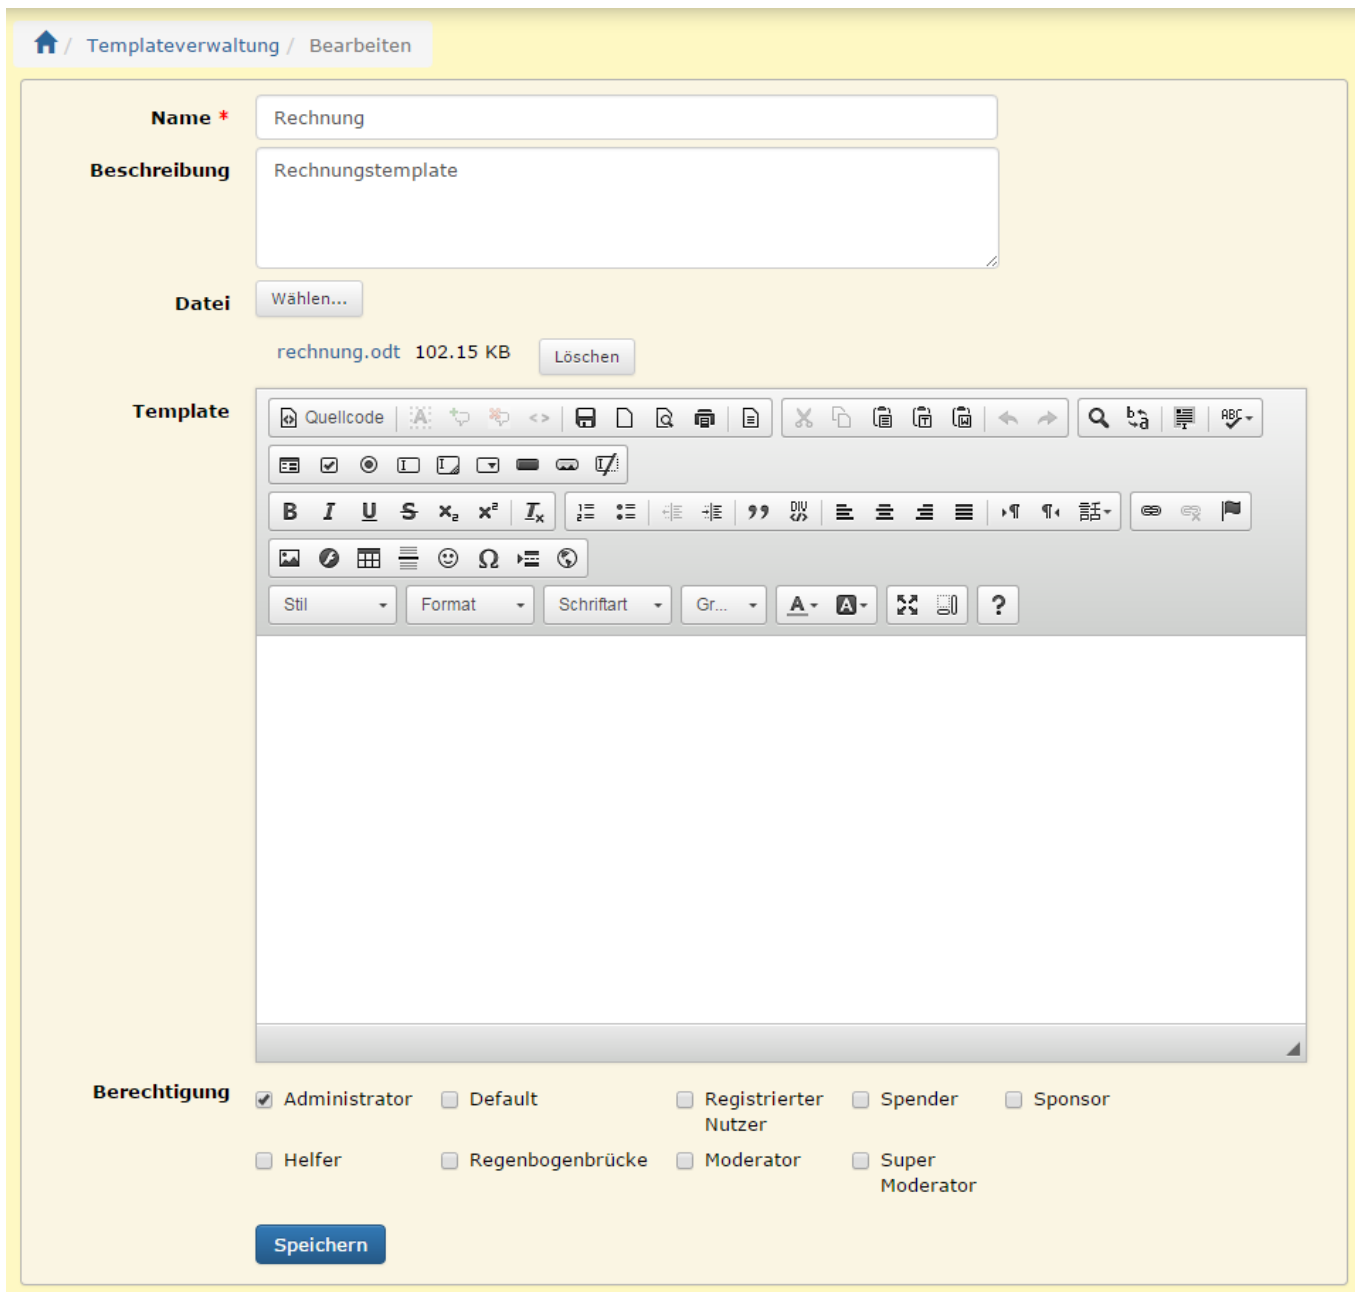 / Templateverwaltung / Bearbeiten
Name *
Rechnung
Beschreibung
Rechnungstemplate
Datei
Wählen...
rechnung.odt 102.15 KB Löschen
Template
Quellcode
Stil Format Schriftart Gr...
Berechtigung
Administrator Default Registrierter Nutzer Spender Sponsor
Helfer Regenbogenbrücke Moderator Super Moderator
Speichern